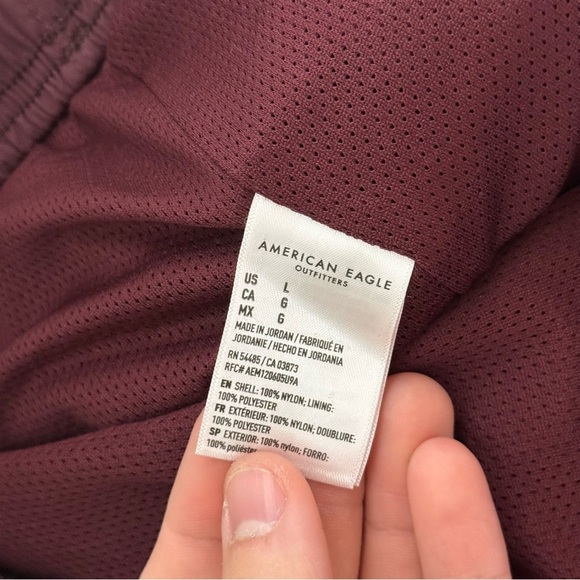 AMERICAN EAGLE
OUTFITTERS
US L
CA G
MX G
MADE IN JORDAN / FABRIQUÉ EN
JORDANIE / HECHO EN JORDANIA
RN 54485 / CA 03873
RFC# AEM120605U9A
EN SHELL: 100% NYLON; LINING:
100% POLYESTER
FR EXTÉRIEUR: 100% NYLON; DOUBLURE:
100% POLYESTER
SP EXTERIOR: 100% nylon; FORRO:
100% poliéster